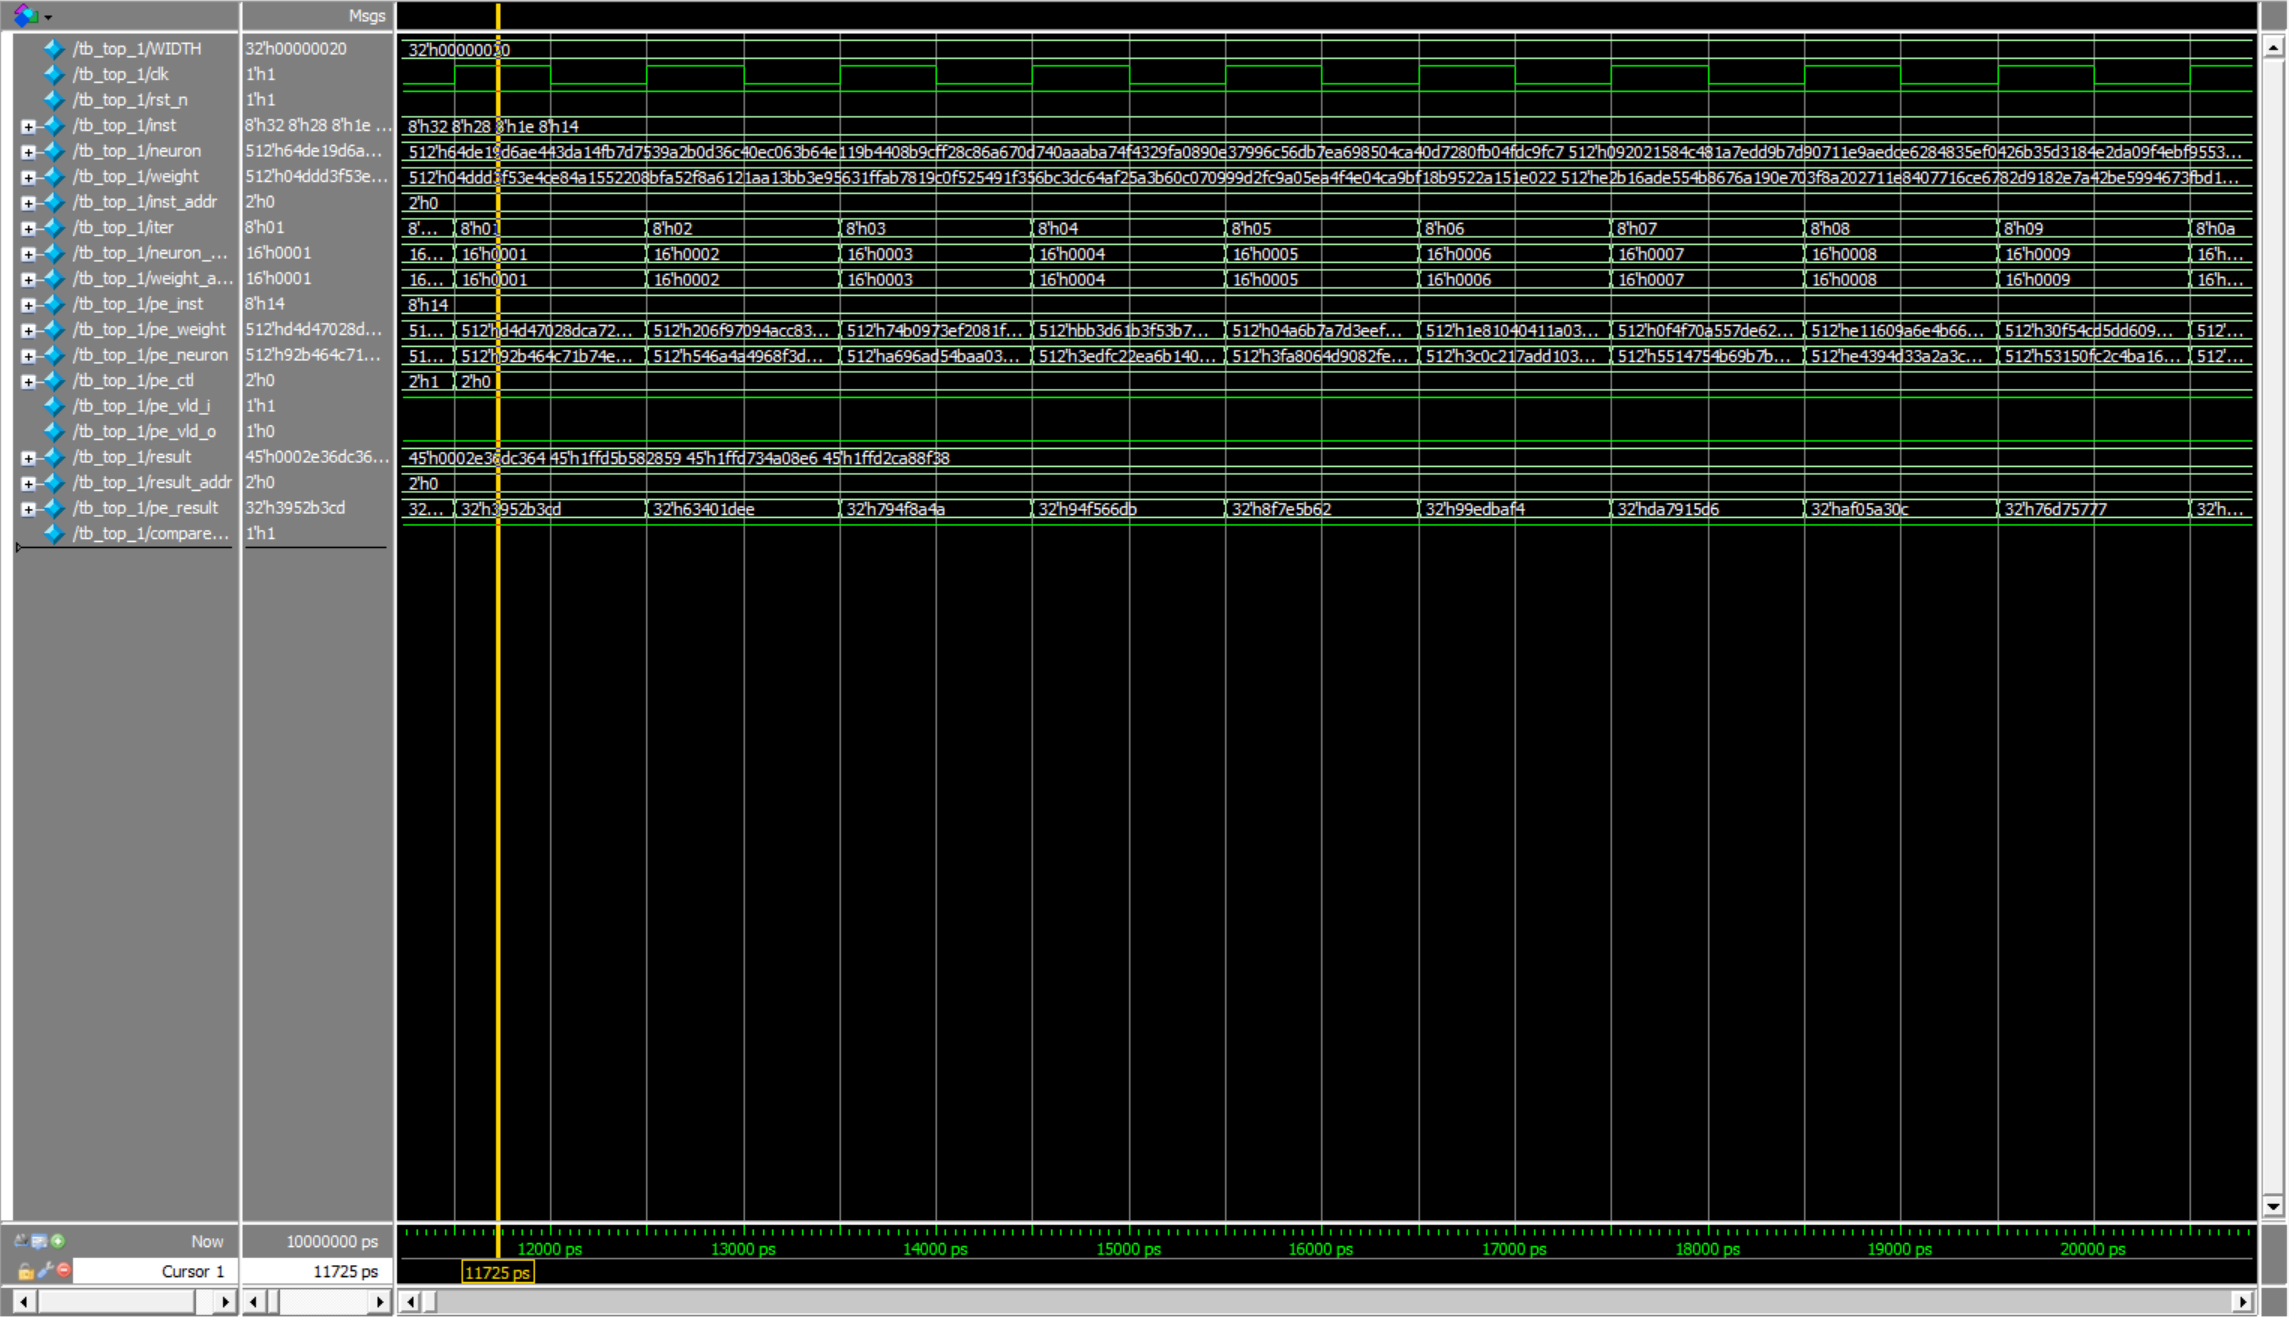 Msgs
/tb_top_1/WIDTH 32'h00000020 32'h00000020
/tb_top_1/clk 1'h1
/tb_top_1/rst_n 1'h1
/tb_top_1/inst 8'h32 8'h28 8'h1e ... 8'h32 8'h28 8'h1e 8'h14
/tb_top_1/neuron 512'h64de19d6a... 512'h64de19d6ae443da14fb7d7539a2b0d36c40ec063b64e119b4408b9cff28c86a670d740aaaba74f4329fa0890e37996c56db7ea698504ca40d7280fb04fdc9fc7 512'h092021584c481a7edd9b7d90711e9aedce6284835ef0426b35d3184e2da09f4ebf9553...
/tb_top_1/weight 512'h04ddd3f53e... 512'h04ddd3f53e4ce84a1552208bfa52f8a6121aa13bb3e95631ffab7819c0f525491f356bc3dc64af25a3b60c070999d2fc9a05ea4f4e04ca9bf18b9522a151e022 512'he2b16ade554b8676a190e703f8a202711e8407716ce6782d9182e7a42be5994673fbd1...
/tb_top_1/inst_addr 2'h0 2'h0
/tb_top_1/iter 8'h01 8'... 8'h01 8'h02 8'h03 8'h04 8'h05 8'h06 8'h07 8'h08 8'h09 8'h0a
/tb_top_1/neuron_... 16'h0001 16... 16'h0001 16'h0002 16'h0003 16'h0004 16'h0005 16'h0006 16'h0007 16'h0008 16'h0009 16'h...
/tb_top_1/weight_a... 16'h0001 16... 16'h0001 16'h0002 16'h0003 16'h0004 16'h0005 16'h0006 16'h0007 16'h0008 16'h0009 16'h...
/tb_top_1/pe_inst 8'h14 8'h14
/tb_top_1/pe_weight 512'hd4d47028d... 51... 512'hd4d47028dca72... 512'h206f97094acc83... 512'h74b0973ef2081f... 512'hbb3d61b3f53b7... 512'h04a6b7a7d3eef... 512'h1e81040411a03... 512'h0f4f70a557de62... 512'he11609a6e4b66... 512'h30f54cd5dd609... 512'...
/tb_top_1/pe_neuron 512'h92b464c71... 51... 512'h92b464c71b74e... 512'h546a4a4968f3d... 512'ha696ad54baa03... 512'h3edfc22ea6b140... 512'h3fa8064d9082fe... 512'h3c0c217add103... 512'h5514754b69b7b... 512'he4394d33a2a3c... 512'h53150fc2c4ba16... 512'...
/tb_top_1/pe_ctl 2'h0 2'h1 2'h0
/tb_top_1/pe_vld_i 1'h1
/tb_top_1/pe_vld_o 1'h0
/tb_top_1/result 45'h0002e36dc36... 45'h0002e36dc364 45'h1ffd5b582859 45'h1ffd734a08e6 45'h1ffd2ca88f38
/tb_top_1/result_addr 2'h0 2'h0
/tb_top_1/pe_result 32'h3952b3cd 32... 32'h3952b3cd 32'h63401dee 32'h794f8a4a 32'h94f566db 32'h8f7e5b62 32'h99edbaf4 32'hda7915d6 32'haf05a30c 32'h76d75777 32'h...
/tb_top_1/compare... 1'h1
Now 10000000 ps 12000 ps 13000 ps 14000 ps 15000 ps 16000 ps 17000 ps 18000 ps 19000 ps 20000 ps
Cursor 1 11725 ps 11725 ps